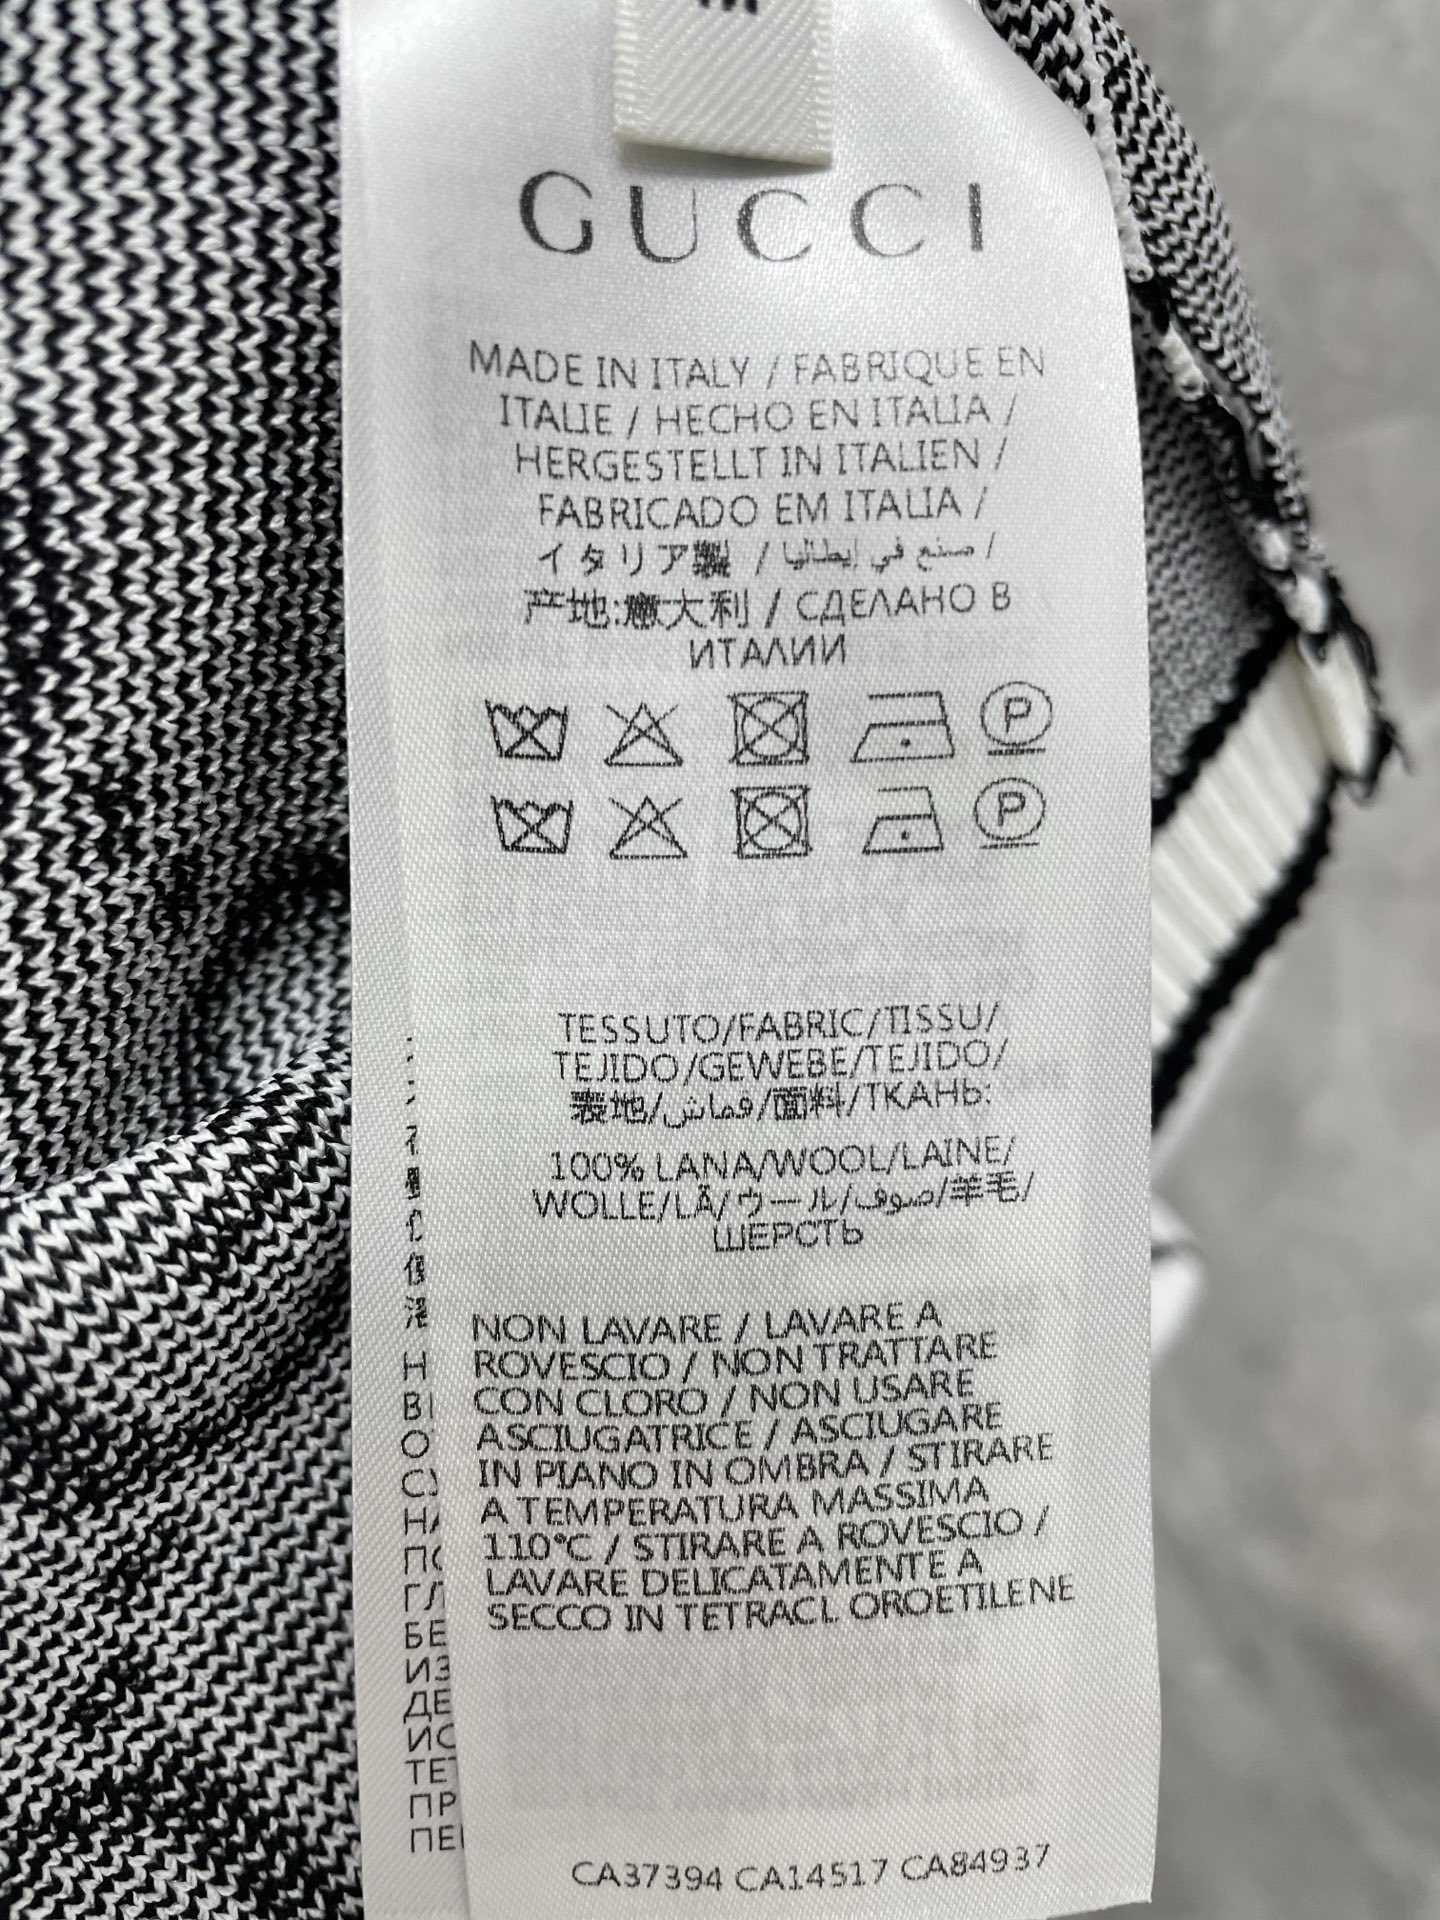 GUCCI
MADE IN ITALY / FABRIQUE EN
ITALIE / HECHO EN ITALIA /
HERGESTELLT IN ITALIEN /
FABRICADO EM ITALIA /
イタリア製 / صنع في إيطاليا /
产地:意大利 / СДЕЛАНО В
ИТАЛИИ
P
P
TESSUTO/FABRIC/TISSU/
TEJIDO/GEWEBE/TEJIDO/
表地/قماش/面料/ТКАНЬ:
100% LANA/WOOL/LAINE/
WOLLE/LÃ/ウール/صوف/羊毛/
ШЕРСТЬ
NON LAVARE / LAVARE A
ROVESCIO / NON TRATTARE
CON CLORO / NON USARE
ASCIUGATRICE / ASCIUGARE
IN PIANO IN OMBRA / STIRARE
A TEMPERATURA MASSIMA
110°C / STIRARE A ROVESCIO /
LAVARE DELICATAMENTE A
SECCO IN TETRACL OROETILENE
CA37394 CA14517 CA84937